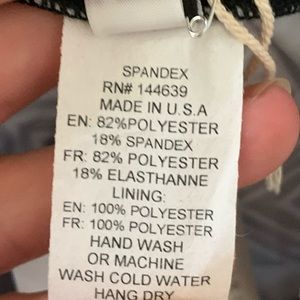 SPANDEX
RN# 144639
MADE IN U.S.A
EN: 82%POLYESTER
18% SPANDEX
FR: 82% POLYESTER
18% ELASTHANNE
LINING:
EN: 100% POLYESTER
FR: 100% POLYESTER
HAND WASH
OR MACHINE
WASH COLD WATER
HANG DRY